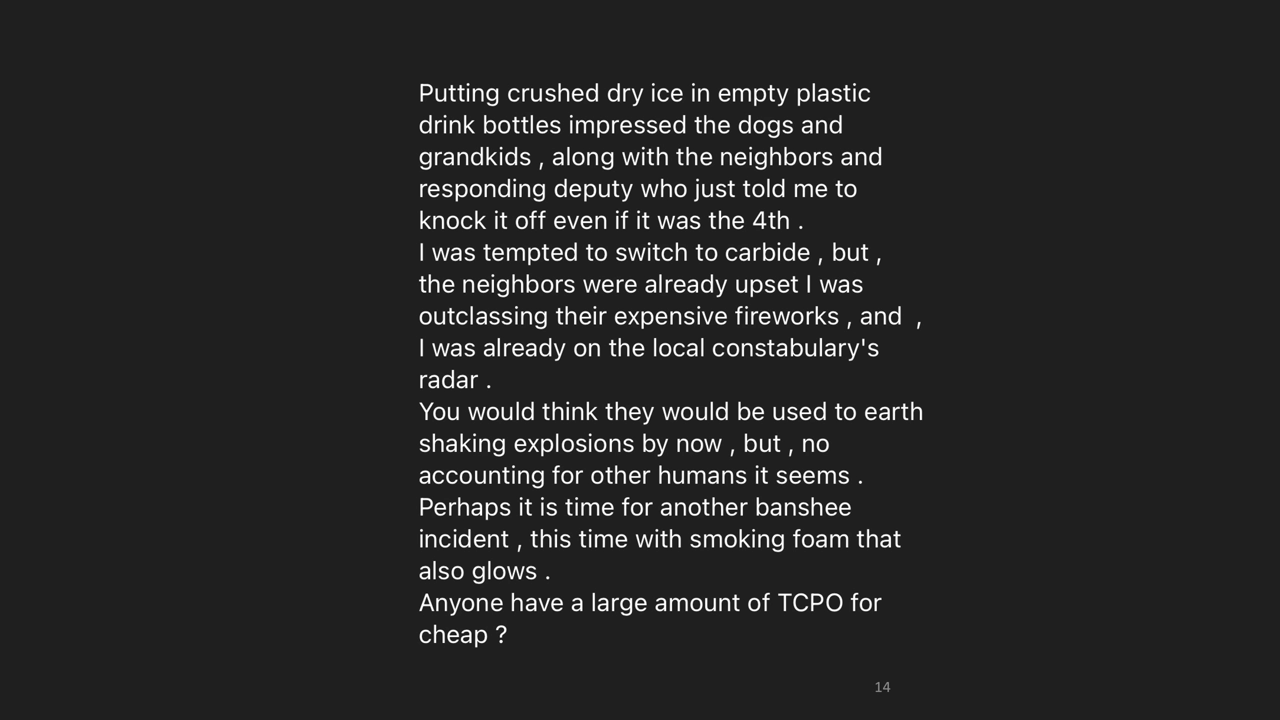 Putting crushed dry ice in empty plastic
drink bottles impressed the dogs and
grandkids , along with the neighbors and
responding deputy who just told me to
knock it off even if it was the 4th .
I was tempted to switch to carbide , but ,
the neighbors were already upset I was
outclassing their expensive fireworks , and  ,
I was already on the local constabulary's
radar .
You would think they would be used to earth
shaking explosions by now , but , no
accounting for other humans it seems .
Perhaps it is time for another banshee
incident , this time with smoking foam that
also glows .
Anyone have a large amount of TCPO for
cheap ?
14